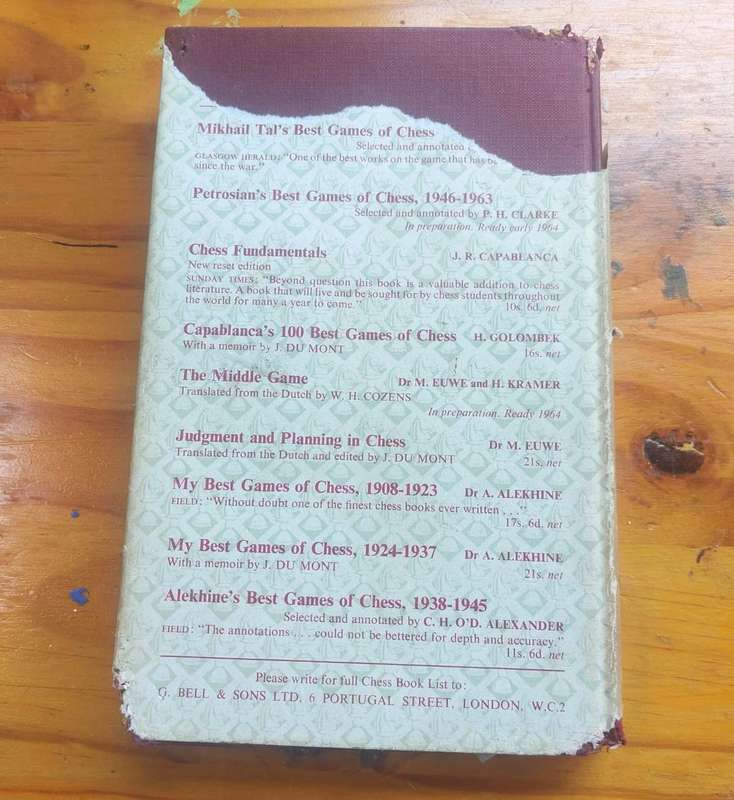 Mikhail Tal's Best Games of Chess
Selected and annotated
GLASGOW HERALD: "One of the best works on the game that has
since the war."
Petrosian's Best Games of Chess, 1946-1963
Selected and annotated by P. H. CLARKE
In preparation. Ready early 1964
Chess Fundamentals J. R. CAPABLANCA
New reset edition
SUNDAY TIMES: "Beyond question this book is a valuable addition to chess
literature. A book that will live and be sought for by chess students throughout
the world for many a year to come."
10s. 6d. net
Capablanca's 100 Best Games of Chess H. GOLOMBEK
With a memoir by J. DU MONT 16s. net
The Middle Game Dr M. EUWE and H. KRAMER
Translated from the Dutch by W. H. COZENS
In preparation. Ready 1964
Judgment and Planning in Chess Dr M. EUWE
Translated from the Dutch and edited by J. DU MONT 21s. net
My Best Games of Chess, 1908-1923 Dr A. ALEKHINE
FIELD: "Without doubt one of the finest chess books ever written . . ."
17s. 6d. net
My Best Games of Chess, 1924-1937 Dr A. ALEKHINE
With a memoir by J. DU MONT 21s. net
Alekhine's Best Games of Chess, 1938-1945
Selected and annotated by C. H. O'D. ALEXANDER
FIELD: "The annotations . . . could not be bettered for depth and accuracy."
11s. 6d. net
Please write for full Chess Book List to:
G. BELL & SONS LTD, 6 PORTUGAL STREET, LONDON, W.C.2